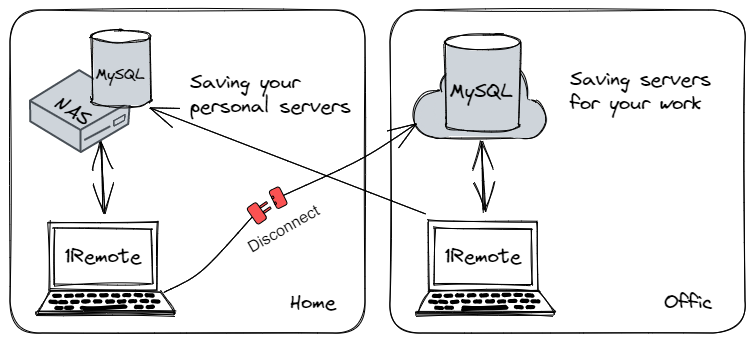 MySQL
NAS
Saving your
personal servers
1Remote
Home
Disconnect
MySQL
Saving servers
for your work
1Remote
Offic